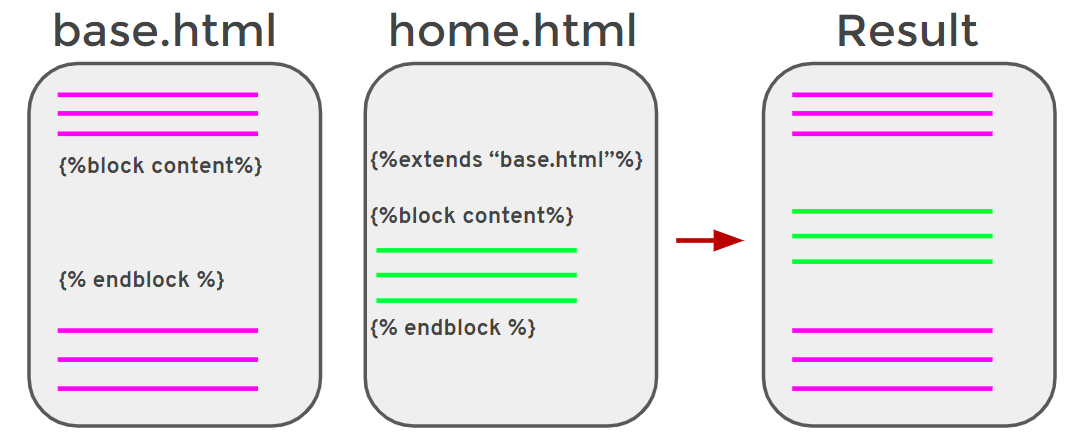 base.html
{%block content%}
{% endblock %}
home.html
{%extends “base.html”%}
{%block content%}
{% endblock %}
Result